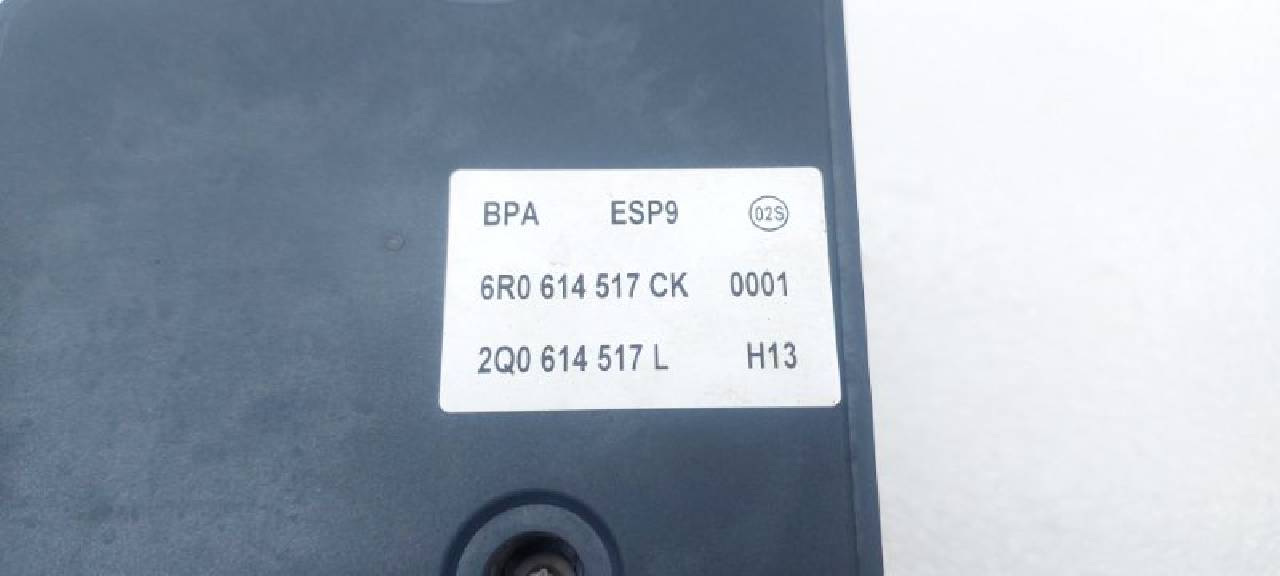 BPA ESP9 02S
6R0 614 517 CK 0001
2Q0 614 517 L H13